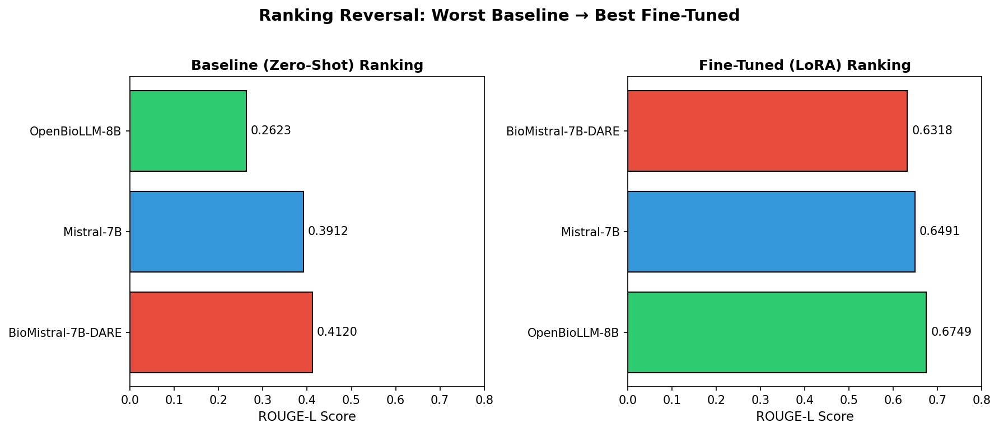 Ranking Reversal: Worst Baseline → Best Fine-Tuned
Baseline (Zero-Shot) Ranking
OpenBioLLM-8B
0.2623
Mistral-7B
0.3912
BioMistral-7B-DARE
0.4120
0.0 0.1 0.2 0.3 0.4 0.5 0.6 0.7 0.8
ROUGE-L Score
Fine-Tuned (LoRA) Ranking
BioMistral-7B-DARE
0.6318
Mistral-7B
0.6491
OpenBioLLM-8B
0.6749
0.0 0.1 0.2 0.3 0.4 0.5 0.6 0.7 0.8
ROUGE-L Score